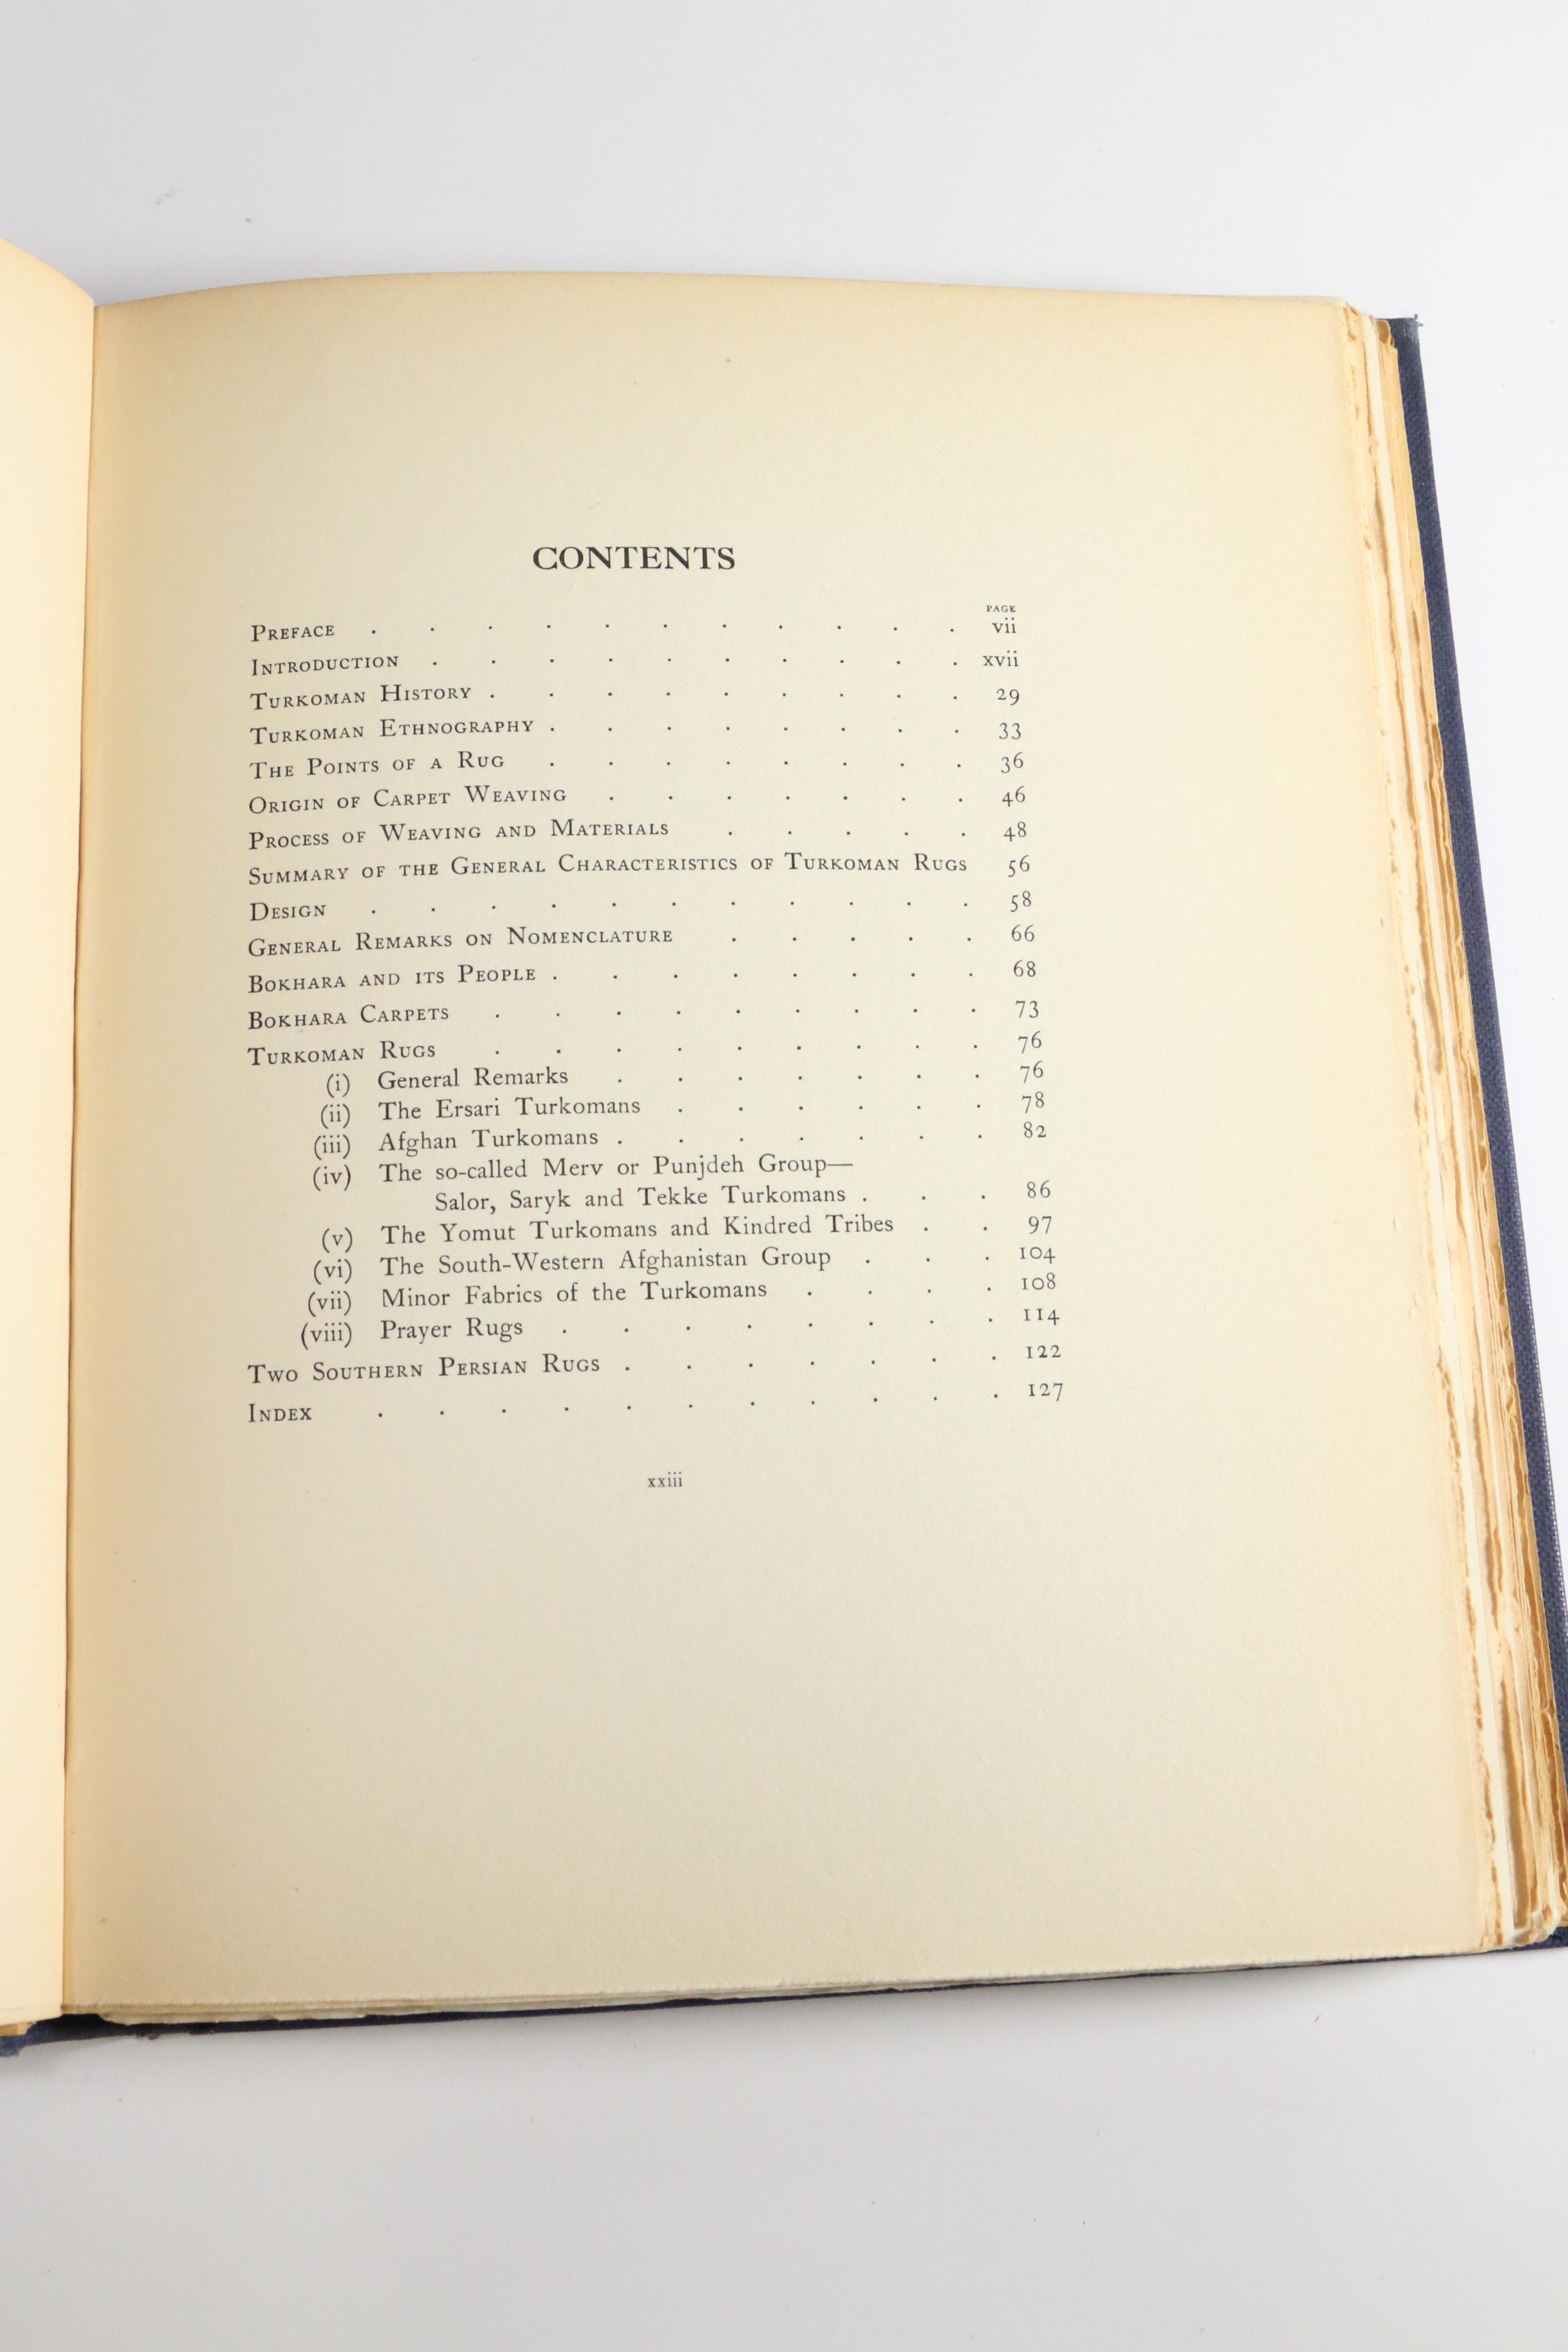 CONTENTS
PAGE
PREFACE . . . . . . . . . . . vii
INTRODUCTION . . . . . . . . . . xvii
TURKOMAN HISTORY . . . . . . . . . 29
TURKOMAN ETHNOGRAPHY . . . . . . . . 33
THE POINTS OF A RUG . . . . . . . . 36
ORIGIN OF CARPET WEAVING . . . . . . . 46
PROCESS OF WEAVING AND MATERIALS . . . . . 48
SUMMARY OF THE GENERAL CHARACTERISTICS OF TURKOMAN RUGS 56
DESIGN . . . . . . . . . . . 58
GENERAL REMARKS ON NOMENCLATURE . . . . . 66
BOKHARA AND ITS PEOPLE . . . . . . . . 68
BOKHARA CARPETS . . . . . . . . . 73
TURKOMAN RUGS . . . . . . . . . 76
(i) General Remarks . . . . . . . 76
(ii) The Ersari Turkomans . . . . . . 78
(iii) Afghan Turkomans . . . . . . . 82
(iv) The so-called Merv or Punjdeh Group—
Salor, Saryk and Tekke Turkomans . . . 86
(v) The Yomut Turkomans and Kindred Tribes . . 97
(vi) The South-Western Afghanistan Group . . . 104
(vii) Minor Fabrics of the Turkomans . . . . 108
(viii) Prayer Rugs . . . . . . . . 114
TWO SOUTHERN PERSIAN RUGS . . . . . . . 122
INDEX . . . . . . . . . . . 127
xxiii